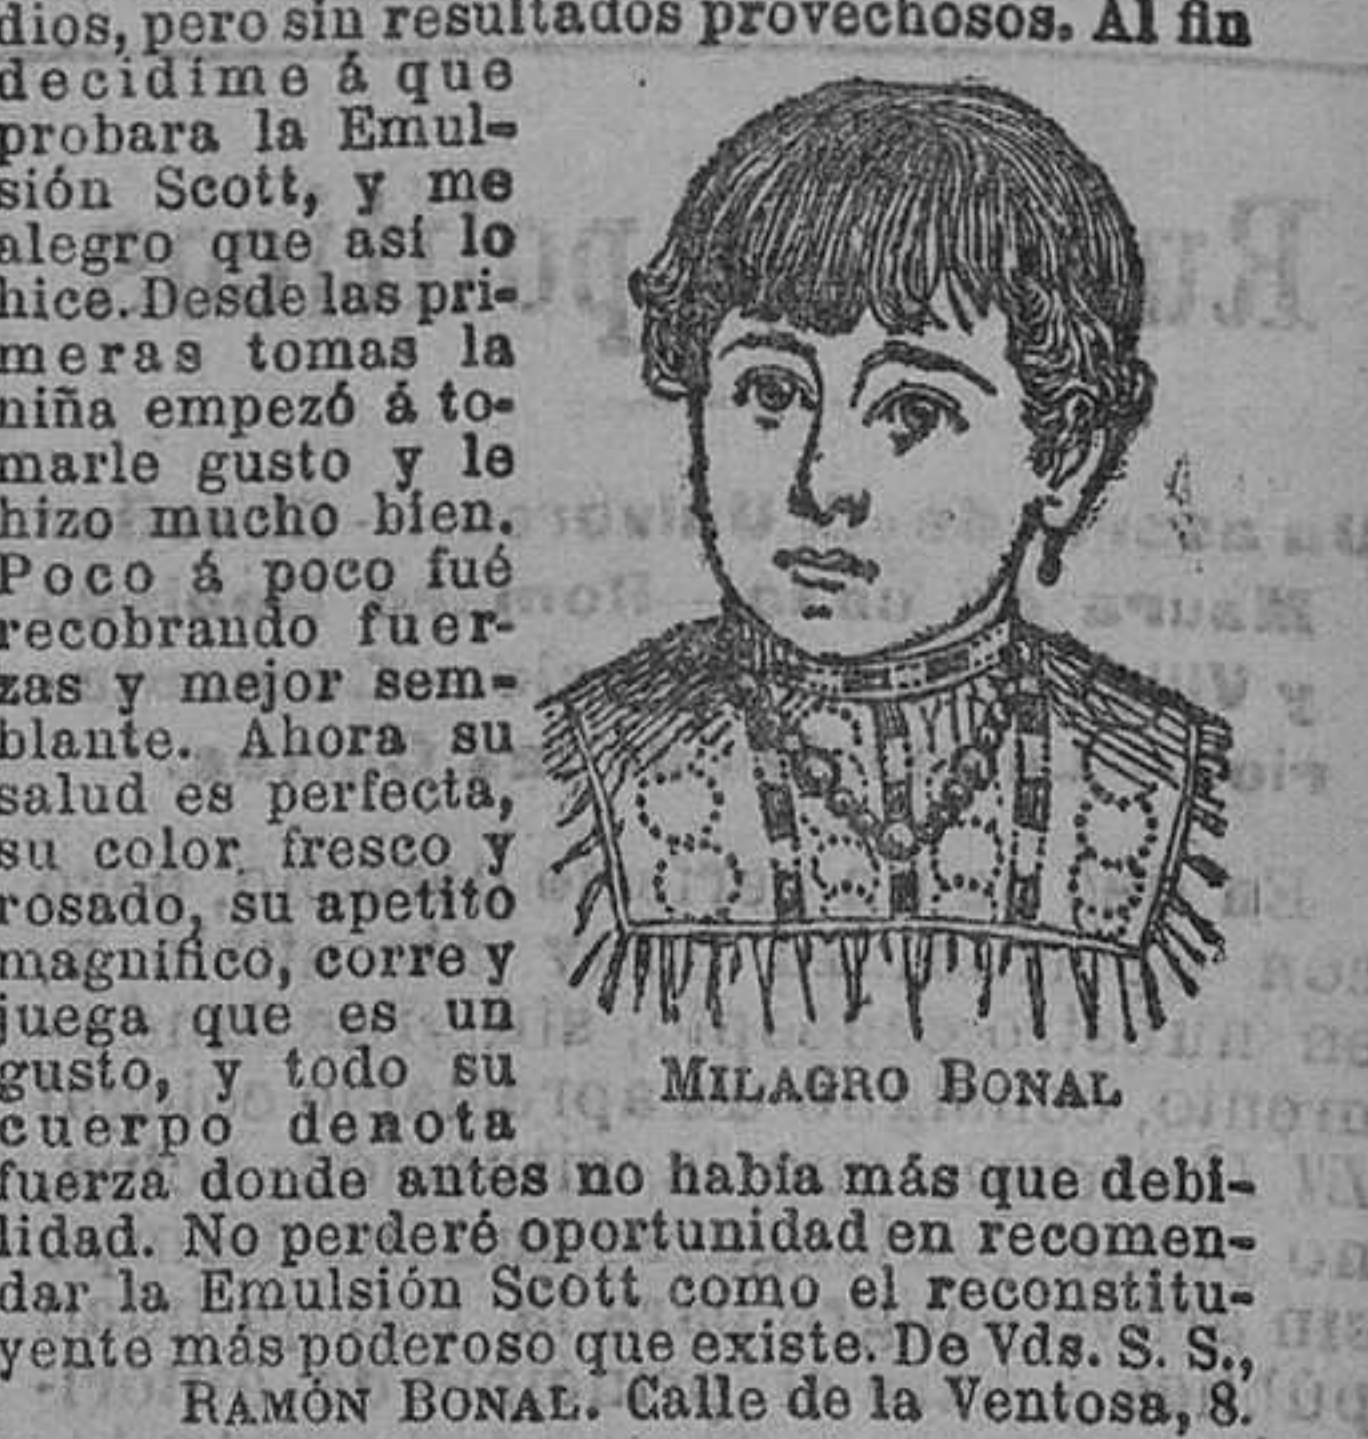 dios, pero sin resultados provechosos. Al fin
decidíme á que
probara la Emul-
sión Scott, y me
alegro que así lo
hice. Desde las pri-
meras tomas la
niña empezó á to-
marle gusto y le
hizo mucho bien.
Poco á poco fué
recobrando fuer-
zas y mejor sem-
blante. Ahora su
salud es perfecta,
su color fresco y
rosado, su apetito
magnífico, corre y
juega que es un
gusto, y todo su
cuerpo denota
MILAGRO BONAL
fuerza donde antes no había más que debi-
lidad. No perderé oportunidad en recomen-
dar la Emulsión Scott como el reconstitu-
yente más poderoso que existe. De Vds. S. S.,
RAMÓN BONAL. Calle de la Ventosa, 8.